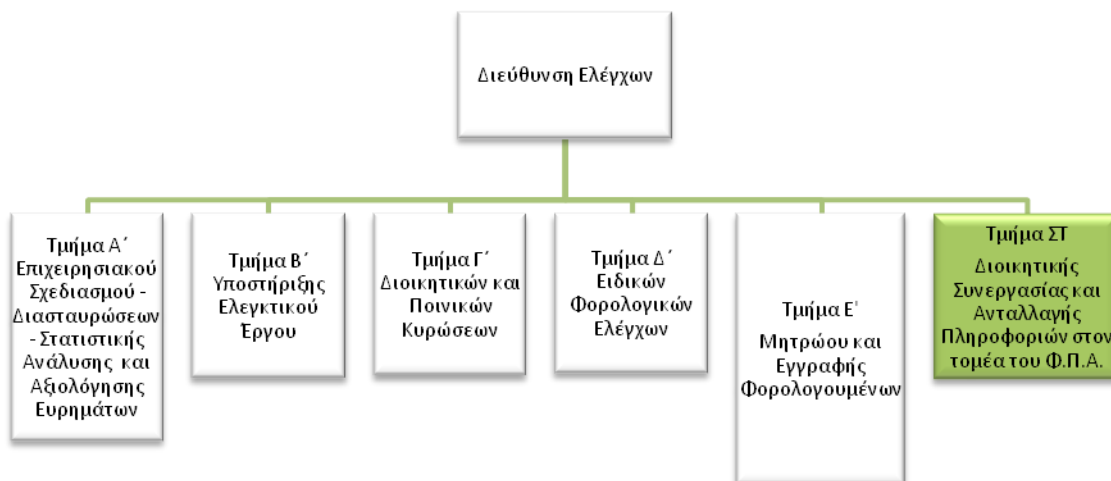 Διεύθυνση Ελέγχων
Τμήμα Α΄
Επιχειρησιακού
Σχεδιασμού -
Διασταυρώσεων
- Στατιστικής
Ανάλυσης και
Αξιολόγησης
Ευρημάτων
Τμήμα Β΄
Υποστήριξης
Ελεγκτικού
Έργου
Τμήμα Γ΄
Διοικητικών και
Ποινικών
Κυρώσεων
Τμήμα Δ΄
Ειδικών
Φορολογικών
Ελέγχων
Τμήμα Ε΄
Μητρώου και
Εγγραφής
Φορολογουμένων
Τμήμα ΣΤ
Διοικητικής
Συνεργασίας και
Ανταλλαγής
Πληροφοριών στον
τομέα του Φ.Π.Α.